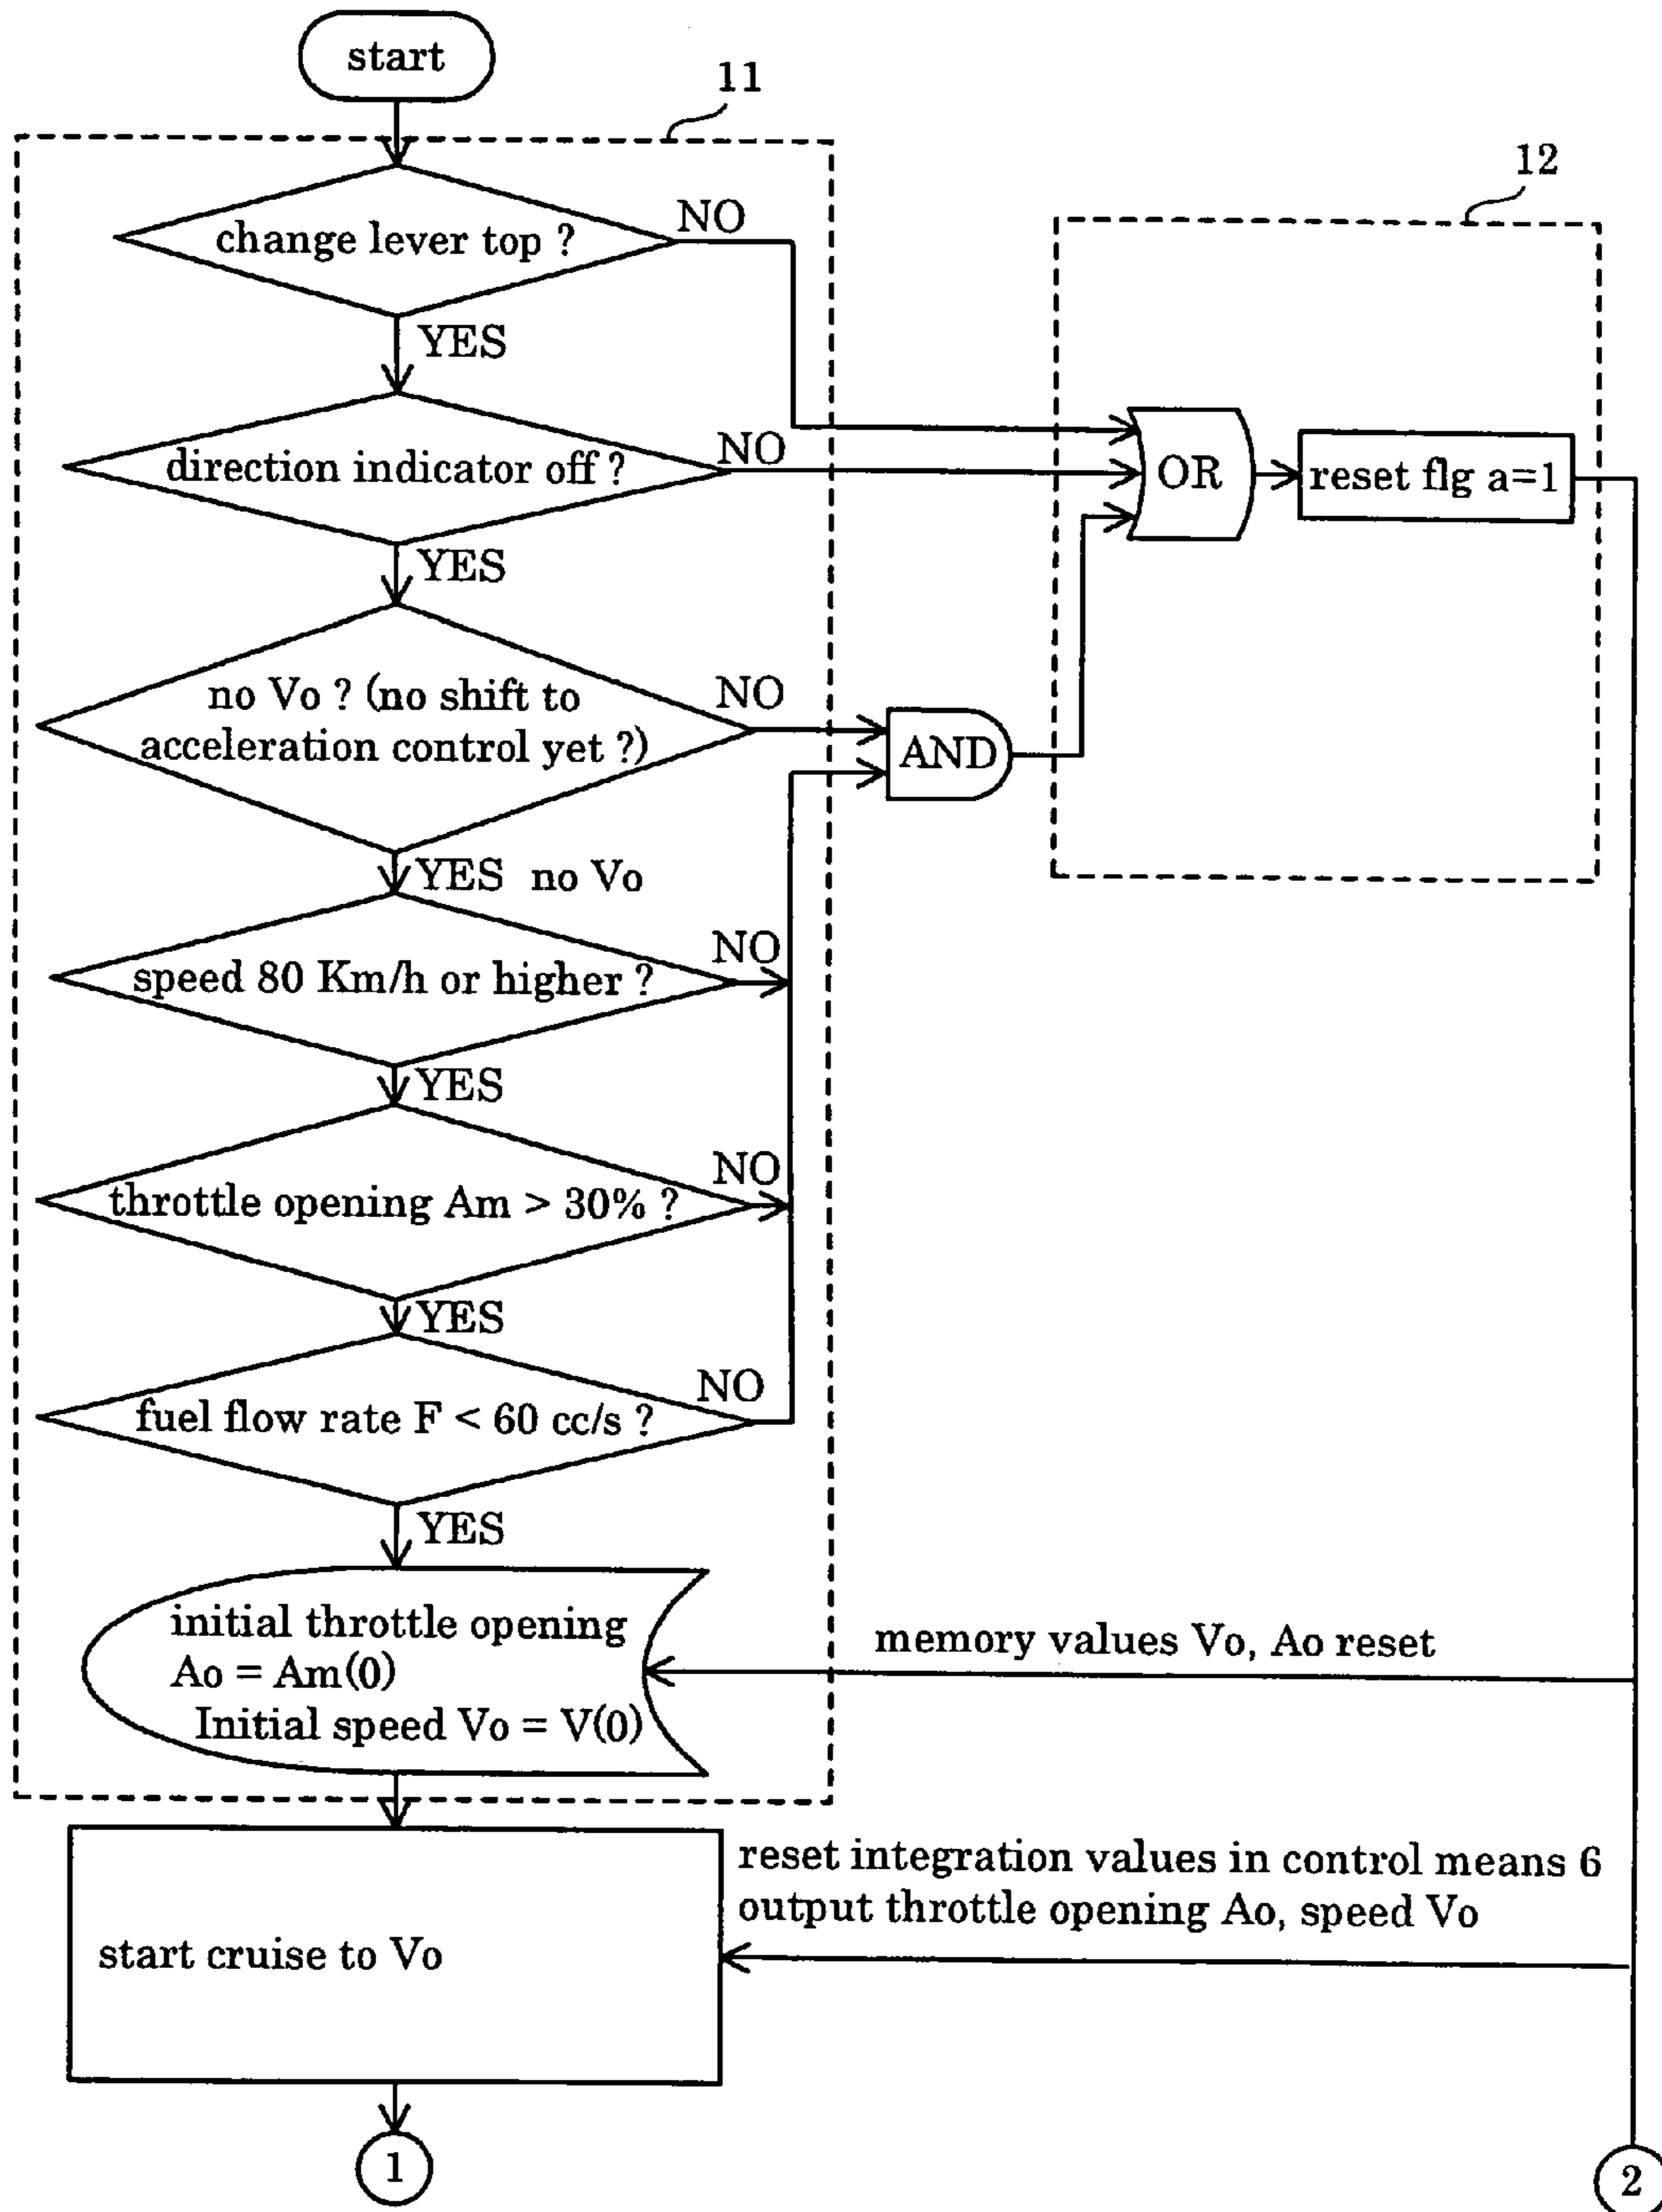 start
11
12
change lever top ?
NO
YES
direction indicator off ?
NO
OR
reset flg a=1
YES
no Vo ? (no shift to
acceleration control yet ?)
NO
AND
YES no Vo
speed 80 Km/h or higher ?
NO
YES
throttle opening Am > 30% ?
NO
YES
fuel flow rate F < 60 cc/s ?
NO
YES
initial throttle opening
Ao = Am(0)
Initial speed Vo = V(0)
memory values Vo, Ao reset
reset integration values in control means 6
output throttle opening Ao, speed Vo
start cruise to Vo
1
2